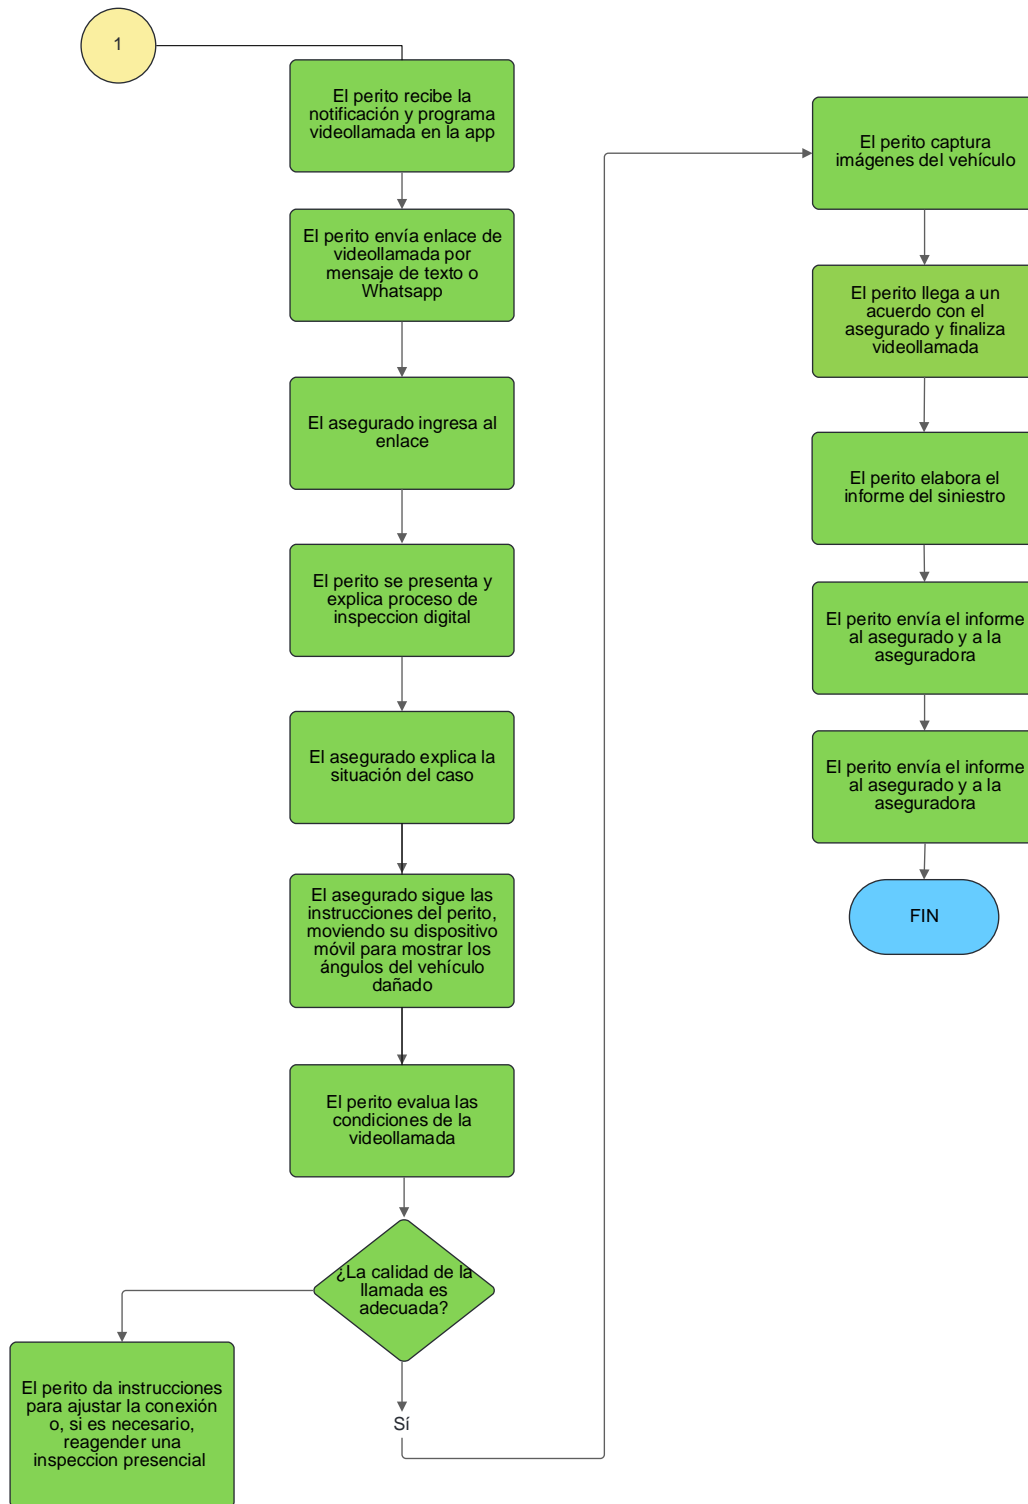 1
El perito recibe la
notificación y programa
videollamada en la app
El perito envía enlace de
videollamada por
mensaje de texto o
Whatsapp
El asegurado ingresa al
enlace
El perito se presenta y
explica proceso de
inspeccion digital
El asegurado explica la
situación del caso
El asegurado sigue las
instrucciones del perito,
moviendo su dispositivo
móvil para mostrar los
ángulos del vehículo
dañado
El perito evalua las
condiciones de la
videollamada
¿La calidad de la
llamada es
adecuada?
El perito da instrucciones
para ajustar la conexión
o, si es necesario,
reagender una
inspeccion presencial
Sí
El perito captura
imágenes del vehículo
El perito llega a un
acuerdo con el
asegurado y finaliza
videollamada
El perito elabora el
informe del siniestro
El perito envía el informe
al asegurado y a la
aseguradora
El perito envía el informe
al asegurado y a la
aseguradora
FIN